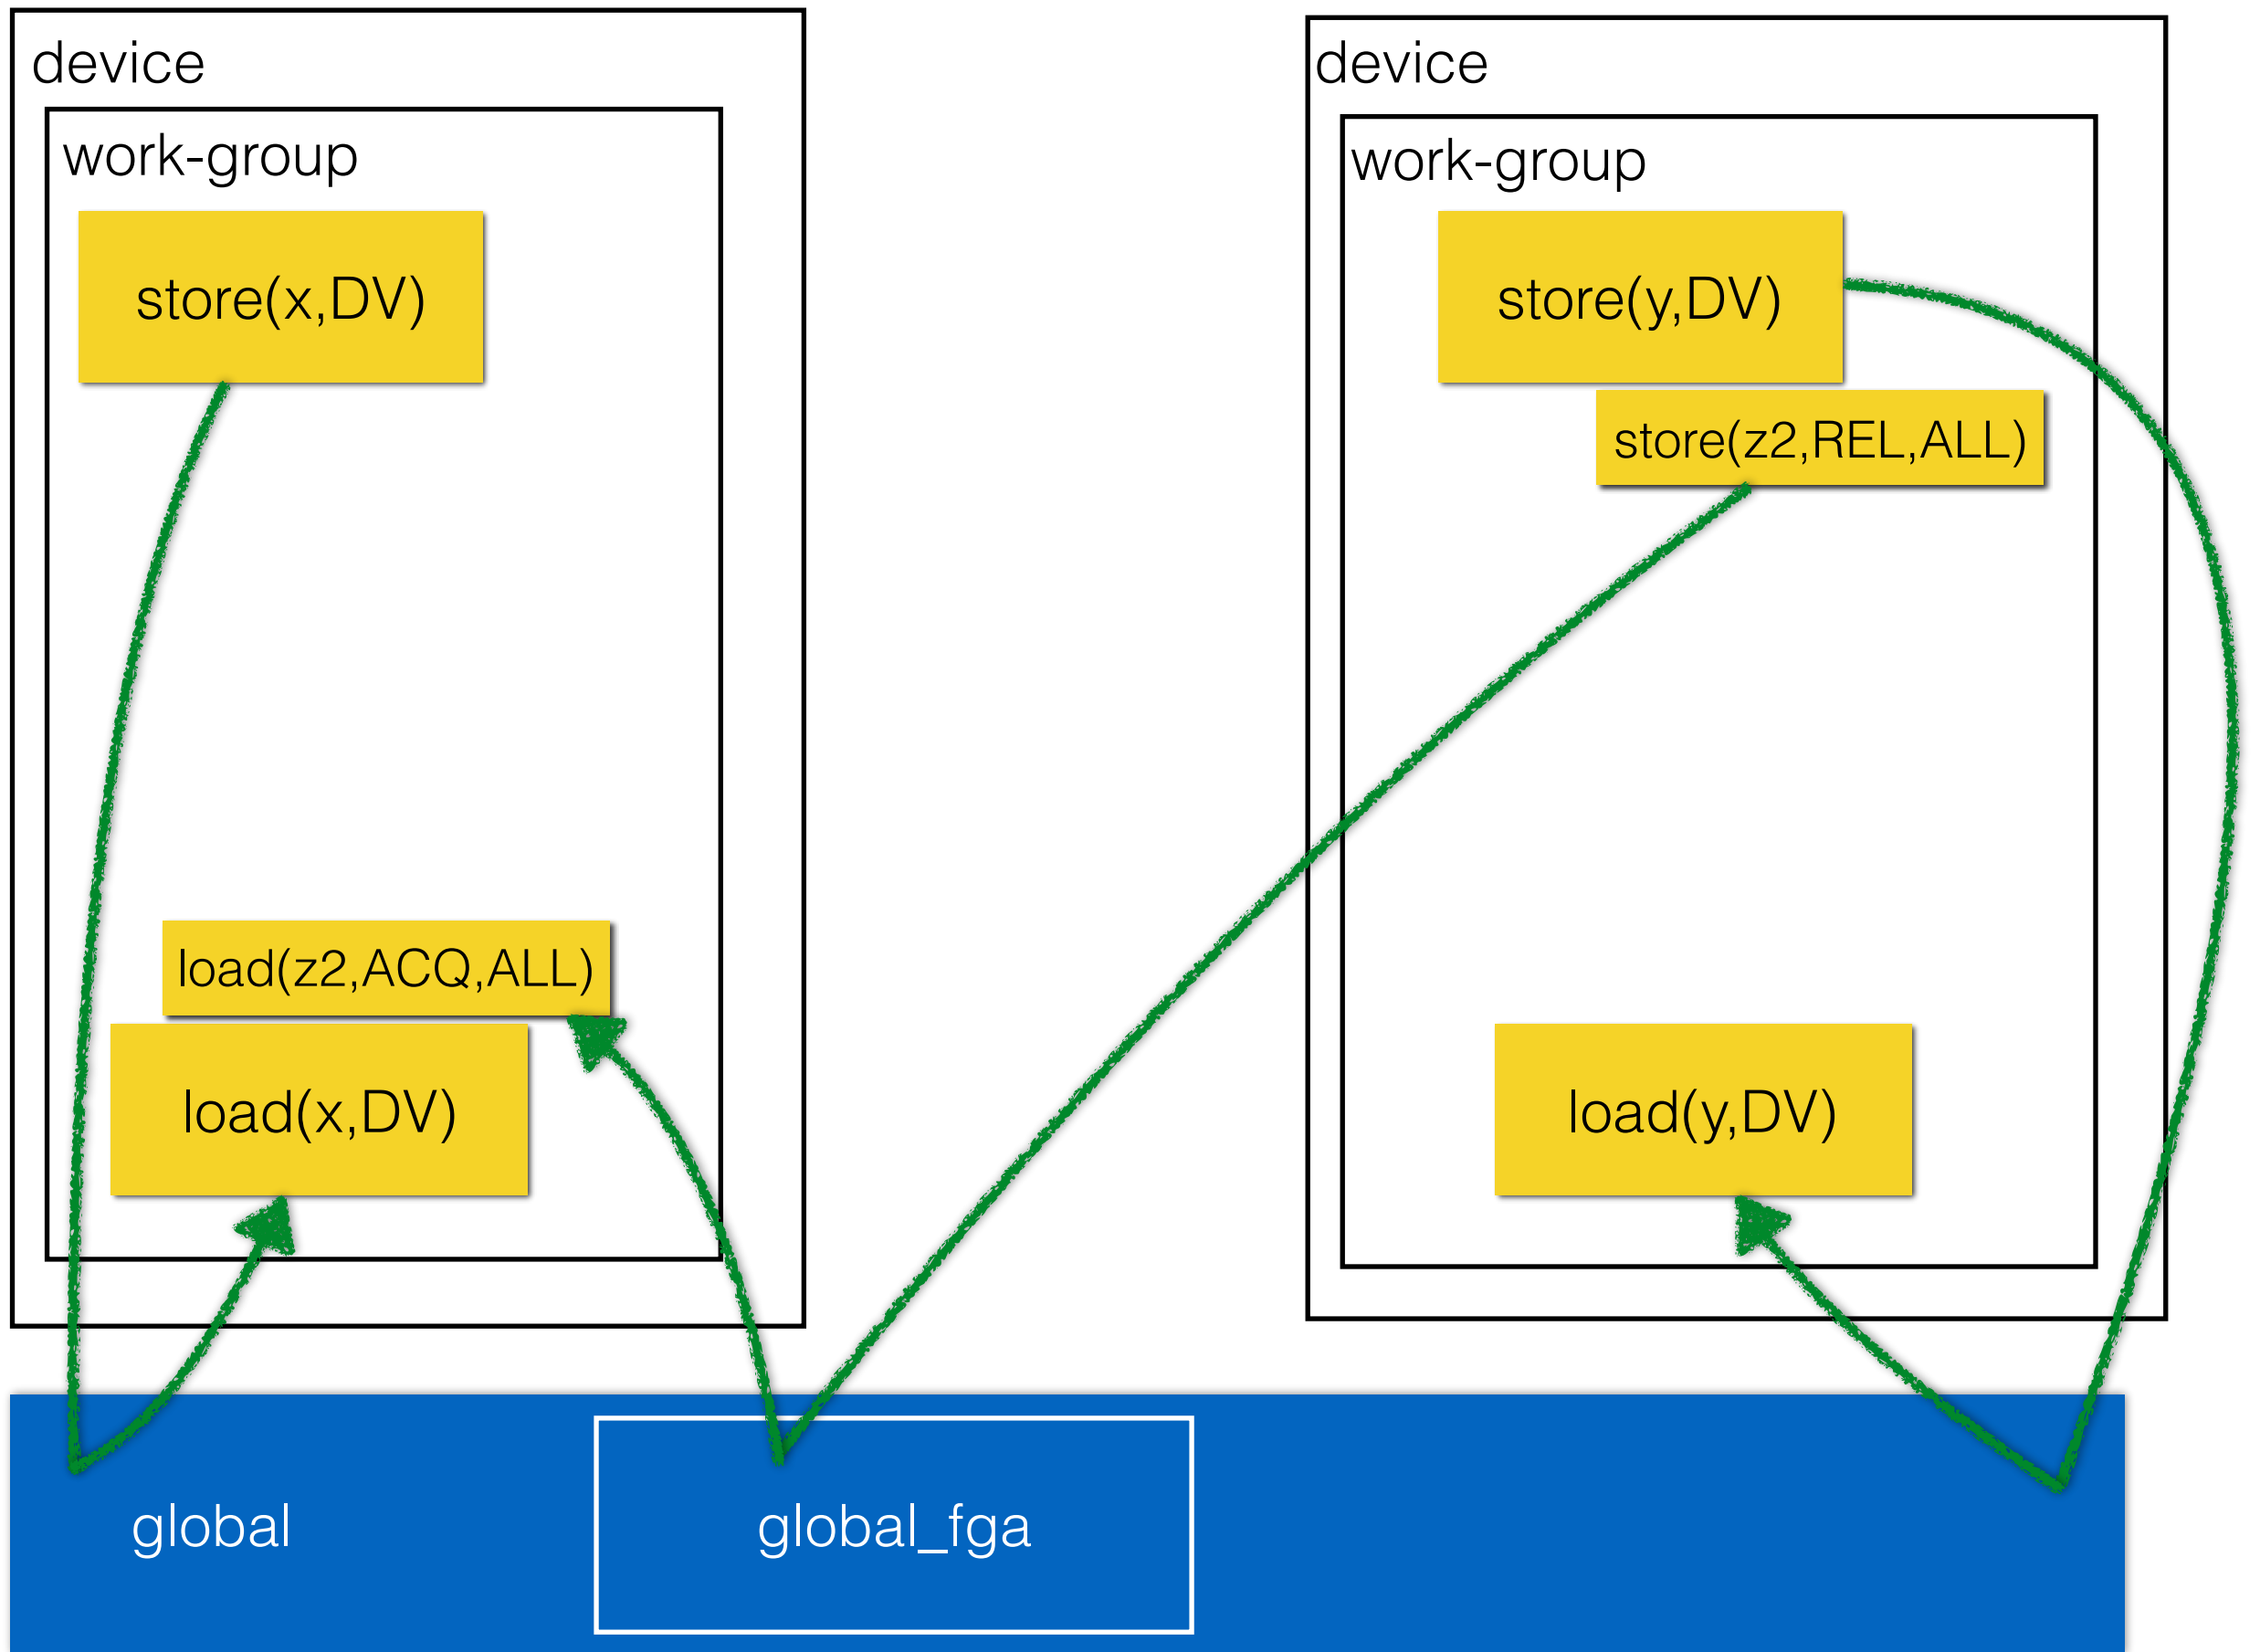 device
work-group
store(x,DV)
load(z2,ACQ,ALL)
load(x,DV)
device
work-group
store(y,DV)
store(z2,REL,ALL)
load(y,DV)
global
global_fga